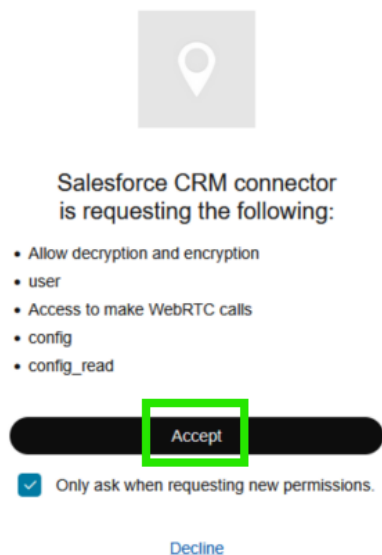 Salesforce CRM connector
is requesting the following:
• Allow decryption and encryption
• user
• Access to make WebRTC calls
• config
• config_read
Accept
Only ask when requesting new permissions.
Decline